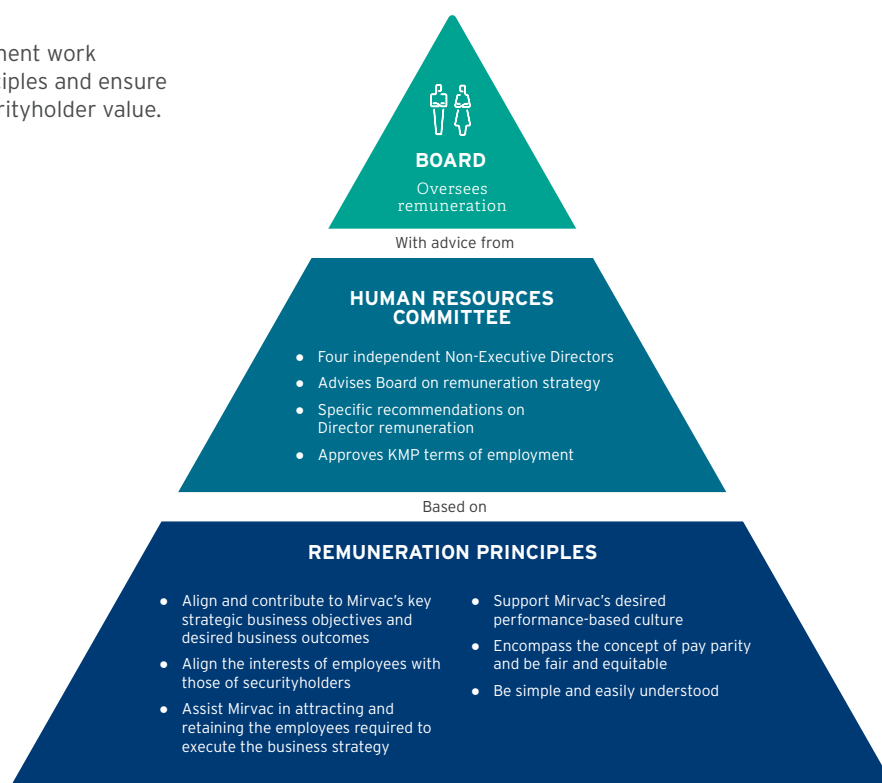 ment work
ciples and ensure
rityholder value.
BOARD
Oversees
remuneration
With advice from
HUMAN RESOURCES
COMMITTEE
● Four independent Non-Executive Directors
● Advises Board on remuneration strategy
● Specific recommendations on
Director remuneration
● Approves KMP terms of employment
Based on
REMUNERATION PRINCIPLES
● Align and contribute to Mirvac's key
strategic business objectives and
desired business outcomes
● Align the interests of employees with
those of securityholders
● Assist Mirvac in attracting and
retaining the employees required to
execute the business strategy
● Support Mirvac's desired
performance-based culture
● Encompass the concept of pay parity
and be fair and equitable
● Be simple and easily understood